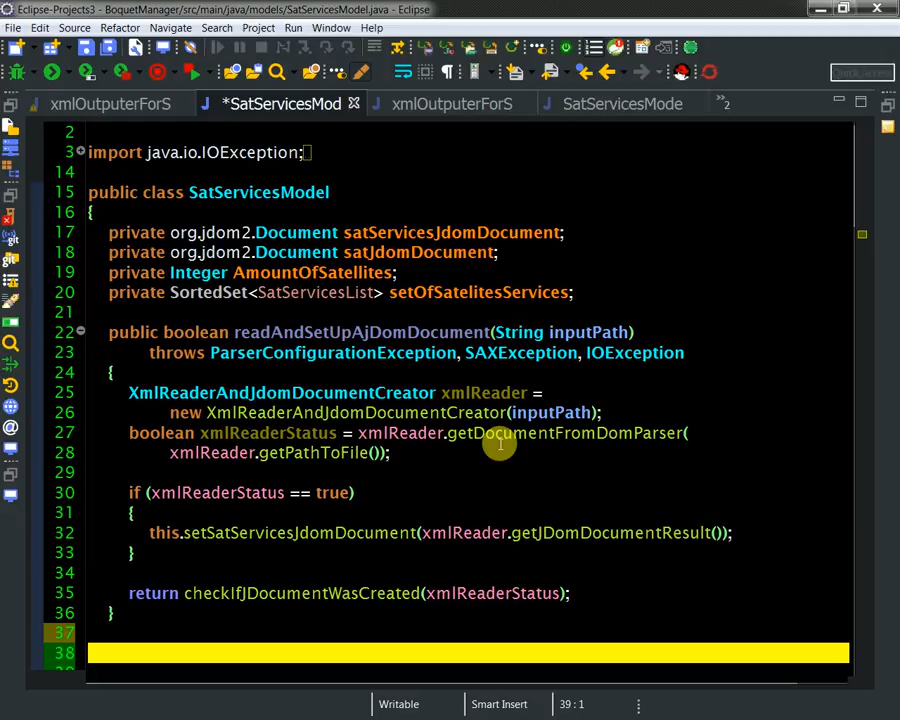 Eclipse-Projects3 - BoquetManager/src/main/java/models/SatServicesModel.java - Eclipse
File Edit Source Refactor Navigate Search Project Run Window Help
Quick Access
xmlOutputerForS *SatServicesMod xmlOutputerForS SatServicesMode »2
2
3 import java.io.IOException;
14
15 public class SatServicesModel
16 {
17 private org.jdom2.Document satServicesJdomDocument;
18 private org.jdom2.Document satJdomDocument;
19 private Integer AmountOfSatellites;
20 private SortedSet<SatServicesList> setOfSatelitesServices;
21
22 public boolean readAndSetUpAjDomDocument(String inputPath)
23 throws ParserConfigurationException, SAXException, IOException
24 {
25 XmlReaderAndJdomDocumentCreator xmlReader =
26 new XmlReaderAndJdomDocumentCreator(inputPath);
27 boolean xmlReaderStatus = xmlReader.getDocumentFromDomParser(
28 xmlReader.getPathToFile());
29
30 if (xmlReaderStatus == true)
31 {
32 this.setSatServicesJdomDocument(xmlReader.getJDomDocumentResult());
33 }
34
35 return checkIfJDocumentWasCreated(xmlReaderStatus);
36 }
37
38
Writable Smart Insert 39 : 1